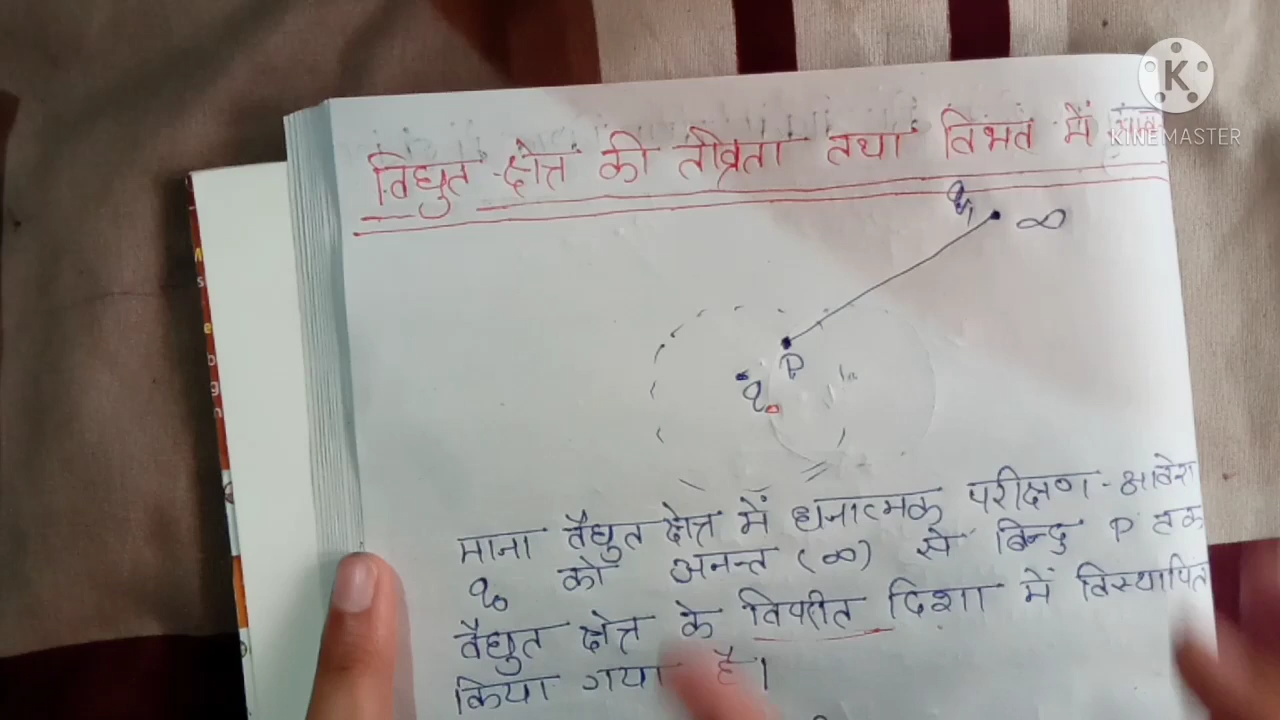 विधुत क्षेत्र की तीव्रता तथा विभव में
KINEMASTER
q₁ ∞
P
q₀
माना वैधुत क्षेत्र में धनात्मक परीक्षण-आवेश
q₀ को अनन्त (∞) से बिन्दु P तक
वैधुत क्षेत्र के विपरीत दिशा में विस्थापित
किया गया है।